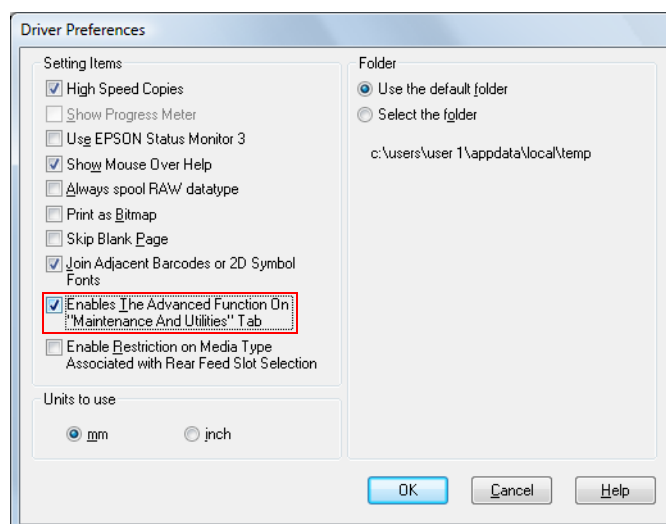 Driver Preferences
Setting Items
High Speed Copies
Show Progress Meter
Use EPSON Status Monitor 3
Show Mouse Over Help
Always spool RAW datatype
Print as Bitmap
Skip Blank Page
Join Adjacent Barcodes or 2D Symbol
Fonts
Enables The Advanced Function On
"Maintenance And Utilities" Tab
Enable Restriction on Media Type
Associated with Rear Feed Slot Selection
Units to use
mm
inch
Folder
Use the default folder
Select the folder
c:\users\user 1\appdata\local\temp
OK
Cancel
Help